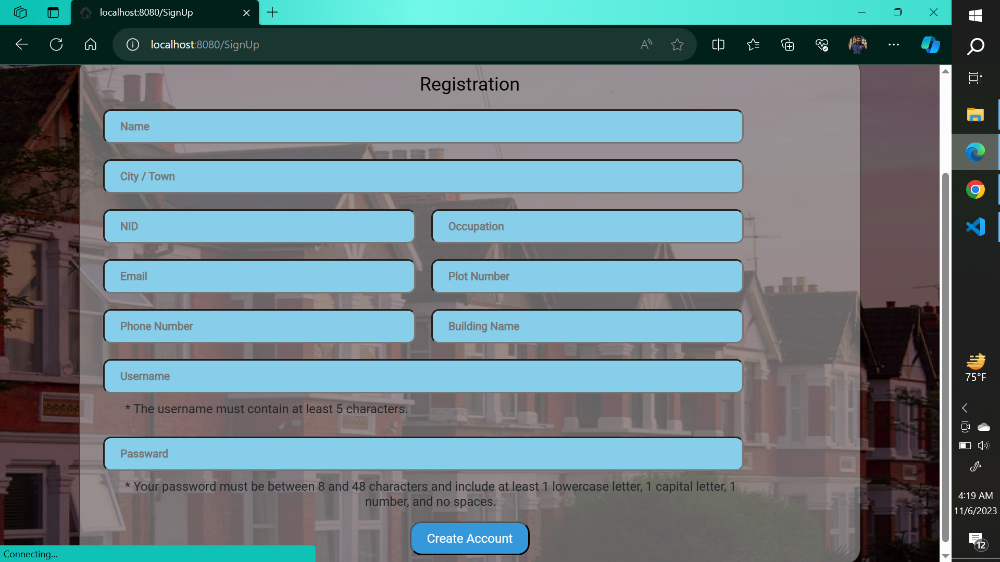 localhost:8080/SignUp
localhost:8080/SignUp
Registration
Name
City / Town
NID
Occupation
Email
Plot Number
Phone Number
Building Name
Username
* The username must contain at least 5 characters.
Passward
* Your password must be between 8 and 48 characters and include at least 1 lowercase letter, 1 capital letter, 1
number, and no spaces.
Create Account
Connecting...
75°F
4:19 AM
11/6/2023
12